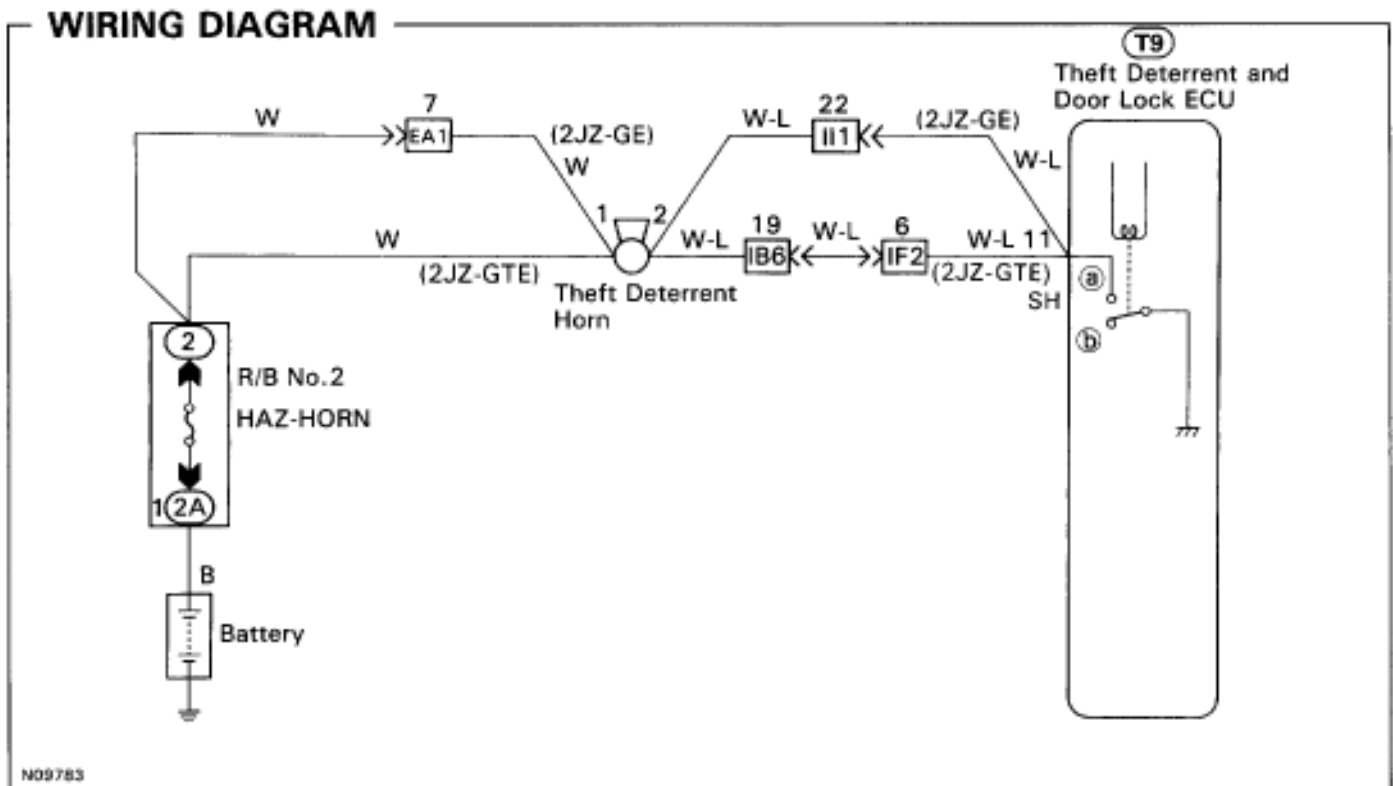 WIRING DIAGRAM
T9
Theft Deterrent and
Door Lock ECU
W
7
EA1
(2JZ-GE)
W
W-L
22
II1
(2JZ-GE)
W-L
W
(2JZ-GTE)
1
2
Theft Deterrent
Horn
W-L
19
IB6
W-L
6
IF2
W-L 11
(2JZ-GTE)
SH
a
b
2
R/B No.2
HAZ-HORN
1
2A
B
Battery
N09783